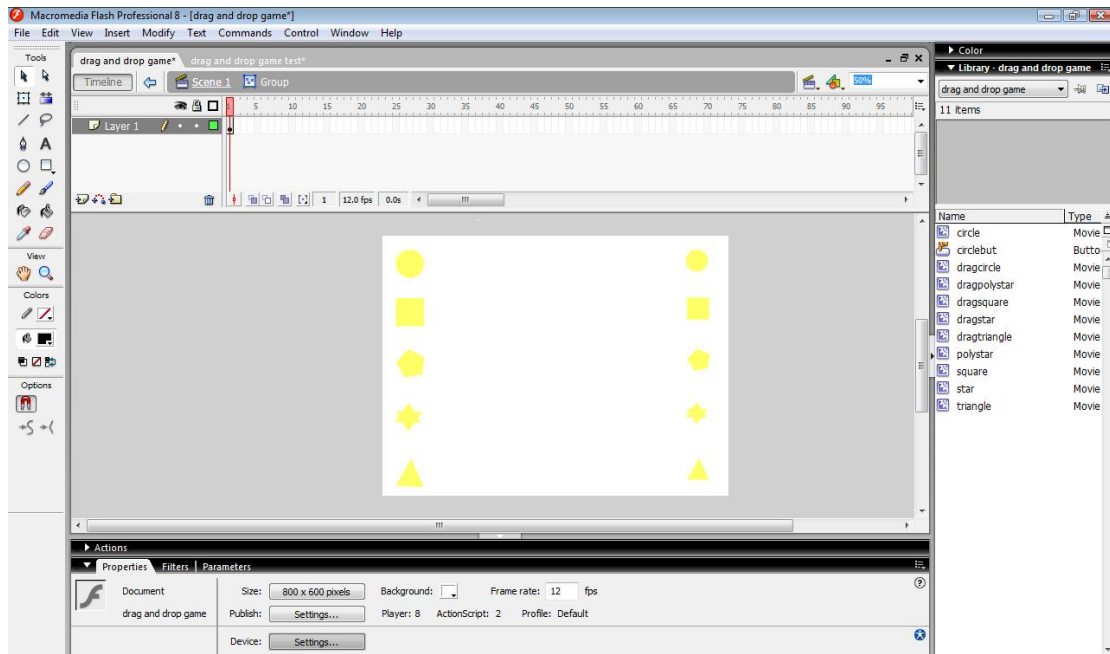 Macromedia Flash Professional 8 - [drag and drop game*]
File Edit View Insert Modify Text Commands Control Window Help
Tools
View
Colors
Options
drag and drop game* drag and drop game test*
Timeline Scene 1 Group 50%
5 10 15 20 25 30 35 40 45 50 55 60 65 70 75 80 85 90 95
Layer 1
1 12.0 fps 0.0s
Actions
Properties Filters Parameters
Document Size: 800 x 600 pixels Background: Frame rate: 12 fps
drag and drop game Publish: Settings... Player: 8 ActionScript: 2 Profile: Default
Device: Settings...
Color
Library - drag and drop game
drag and drop game
11 items
Name Type
circle Movie
circlebut Butto
dragcircle Movie
dragpolystar Movie
dragsquare Movie
dragstar Movie
dragtriangle Movie
polystar Movie
square Movie
star Movie
triangle Movie